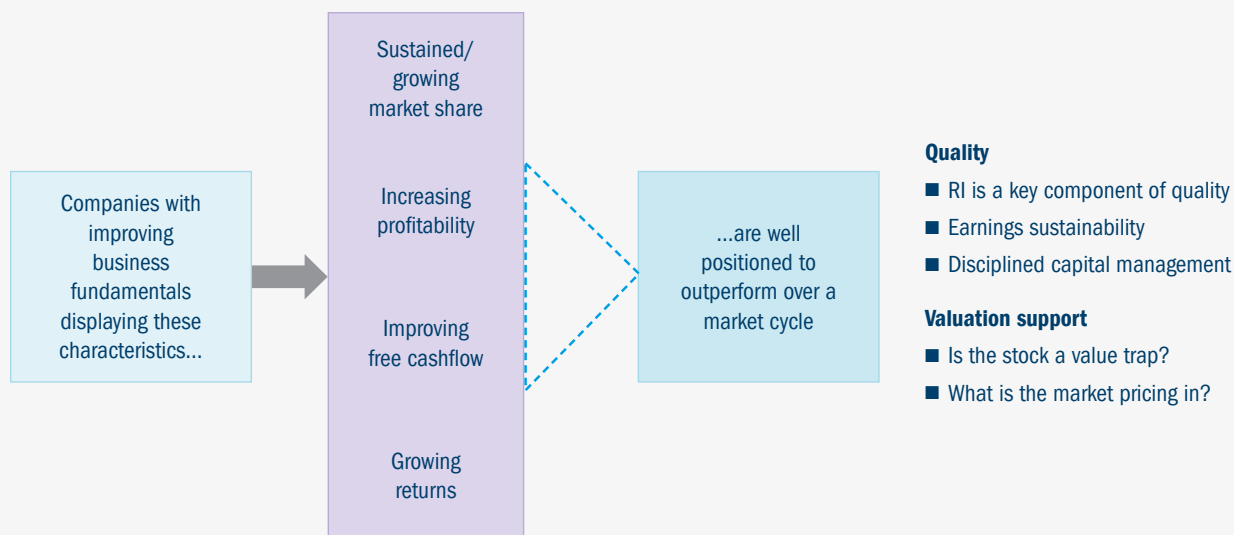 Companies with
improving
business
fundamentals
displaying these
characteristics...
Sustained/
growing
market share
Increasing
profitability
Improving
free cashflow
Growing
returns
...are well
positioned to
outperform over a
market cycle
Quality
■ RI is a key component of quality
■ Earnings sustainability
■ Disciplined capital management
Valuation support
■ Is the stock a value trap?
■ What is the market pricing in?